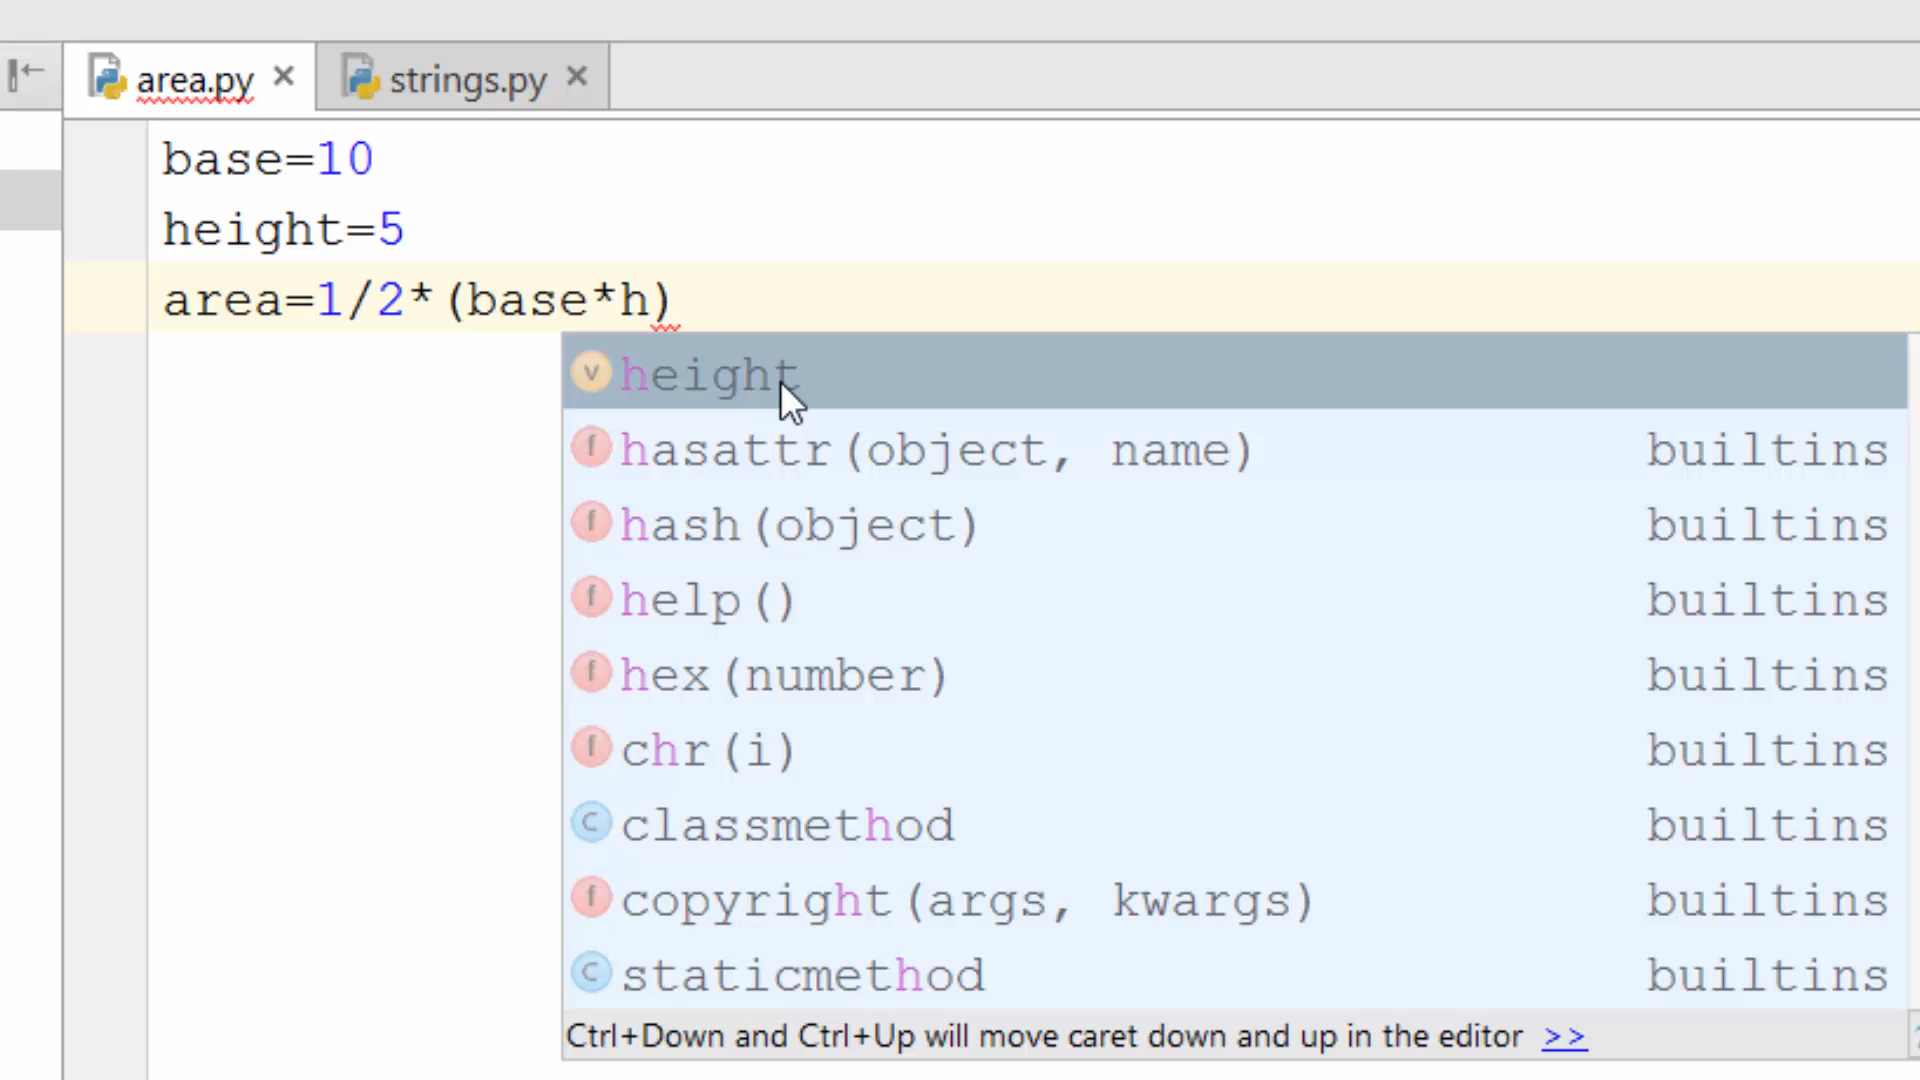 area.py strings.py
base=10
height=5
area=1/2*(base*h)
v height
f hasattr(object, name) builtins
f hash(object) builtins
f help() builtins
f hex(number) builtins
f chr(i) builtins
C classmethod builtins
f copyright(args, kwargs) builtins
C staticmethod builtins
Ctrl+Down and Ctrl+Up will move caret down and up in the editor >>